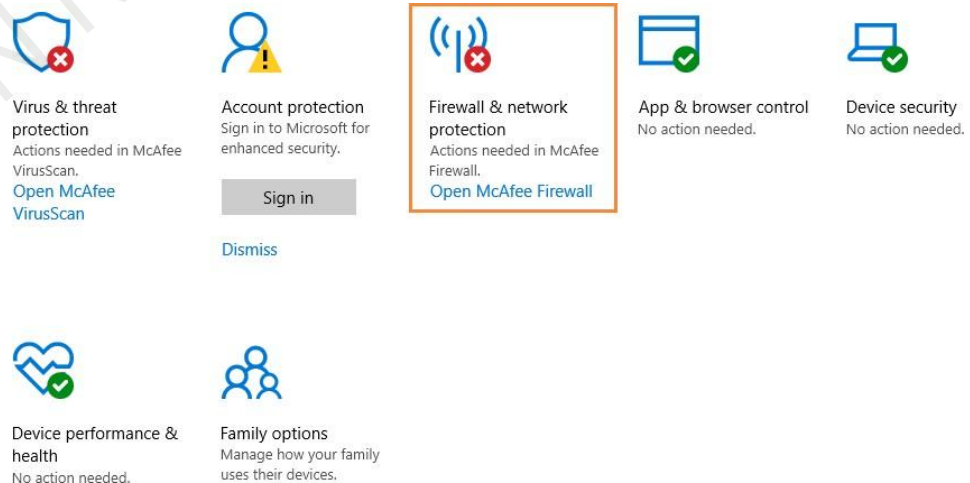 Virus & threat
protection
Actions needed in McAfee
VirusScan.
Open McAfee
VirusScan
Account protection
Sign in to Microsoft for
enhanced security.
Sign in
Dismiss
Firewall & network
protection
Actions needed in McAfee
Firewall.
Open McAfee Firewall
App & browser control
No action needed.
Device security
No action needed.
Device performance &
health
No action needed.
Family options
Manage how your family
uses their devices.